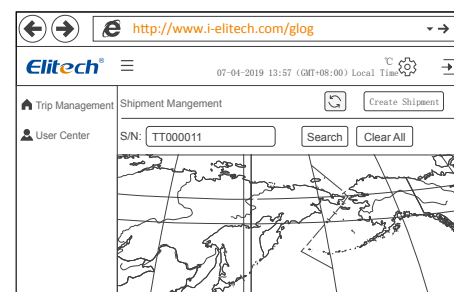 http://www.i-elitech.com/glog
Elitech®
07-04-2019 13:57 (GMT+08:00) Local Time
℃
Trip Management
Shipment Mangement
Create Shipment
User Center
S/N: TT000011
Search
Clear All